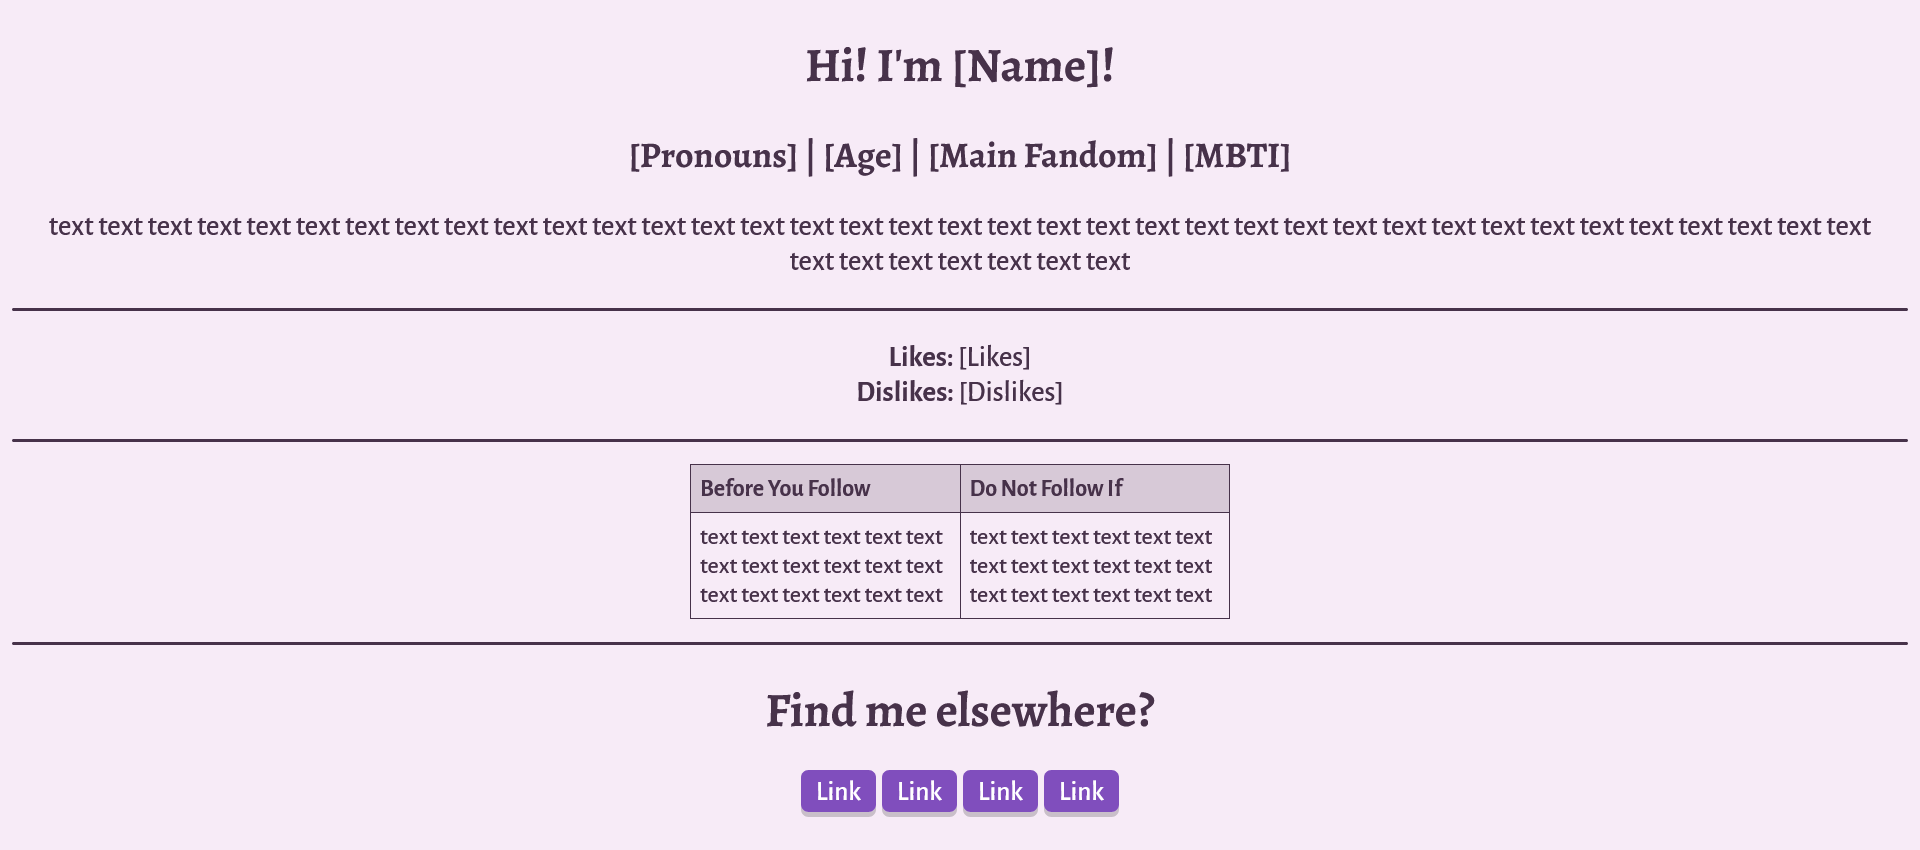 Hi! I'm [Name]!
[Pronouns] | [Age] | [Main Fandom] | [MBTI]
text text text text text text text text text text text text text text text text text text text text text text text text text text text text text text text text text text text text text
text text text text text text text
Likes: [Likes]
Dislikes: [Dislikes]
Before You Follow Do Not Follow If
text text text text text text text text text text text text
text text text text text text text text text text text text
text text text text text text text text text text text text
Find me elsewhere?
Link Link Link Link